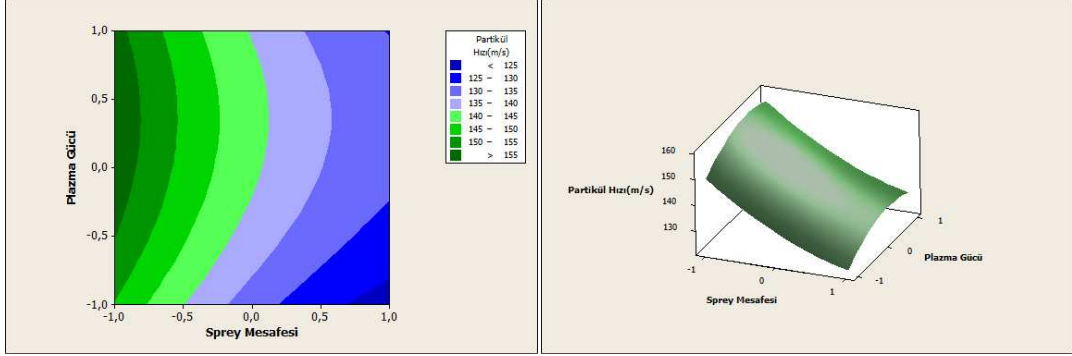 1,0
0,5
0,0
-0,5
-1,0
Plazma Gücü
-1,0 -0,5 0,0 0,5 1,0
Sprey Mesafesi
Partikül
Hızı(m/s)
< 125
125 – 130
130 – 135
135 – 140
140 – 145
145 – 150
150 – 155
> 155
160
150
140
130
Partikül Hızı(m/s)
-1 0 1
Sprey Mesafesi
-1 0 1
Plazma Gücü